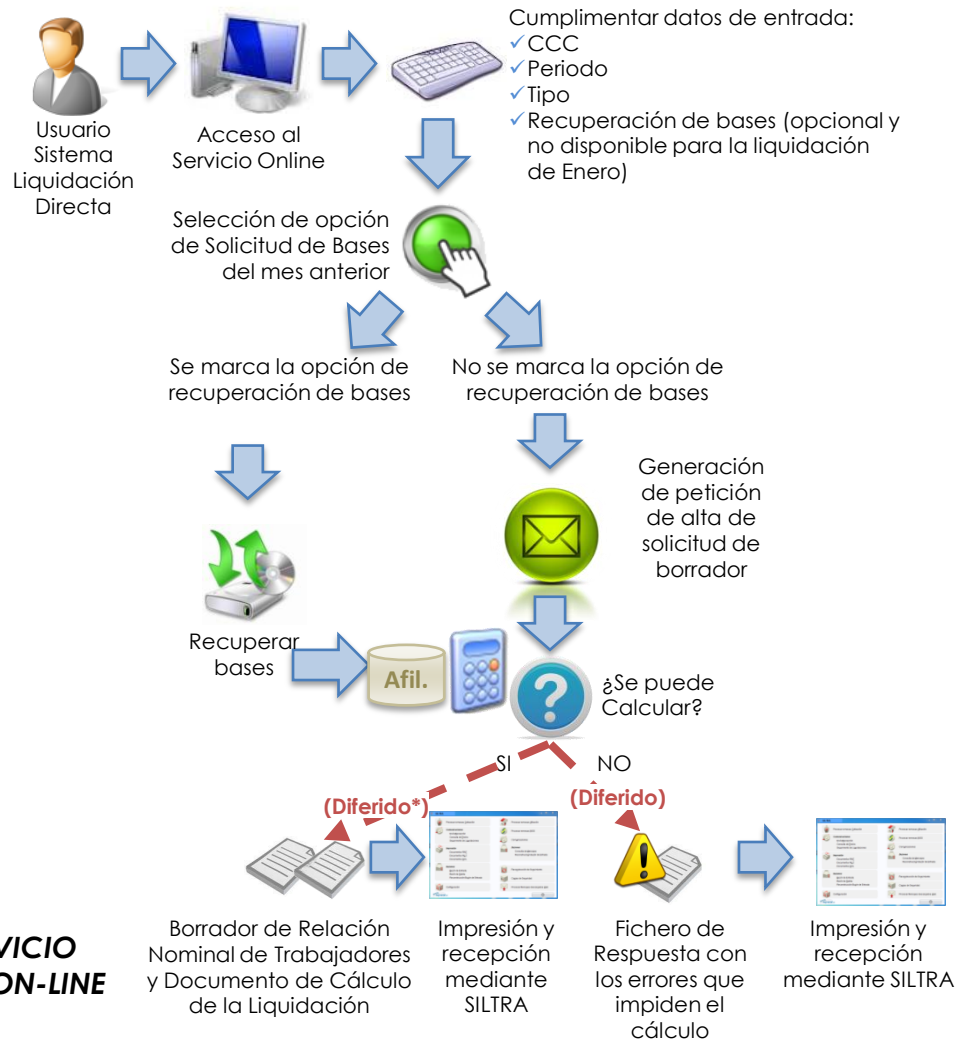 Cumplimentar datos de entrada:
✓CCC
✓Periodo
✓Tipo
✓Recuperación de bases (opcional y
no disponible para la liquidación
de Enero)
Usuario
Sistema
Liquidación
Directa
Acceso al
Servicio Online
Selección de opción
de Solicitud de Bases
del mes anterior
Se marca la opción de
recuperación de bases
No se marca la opción de
recuperación de bases
Generación
de petición
de alta de
solicitud de
borrador
Recuperar
bases
Afil.
¿Se puede
Calcular?
SI
NO
(Diferido*)
(Diferido)
Borrador de Relación
Nominal de Trabajadores
y Documento de Cálculo
de la Liquidación
Impresión y
recepción
mediante
SILTRA
Fichero de
Respuesta con
los errores que
impiden el
cálculo
Impresión y
recepción
mediante SILTRA
VICIO
ON-LINE